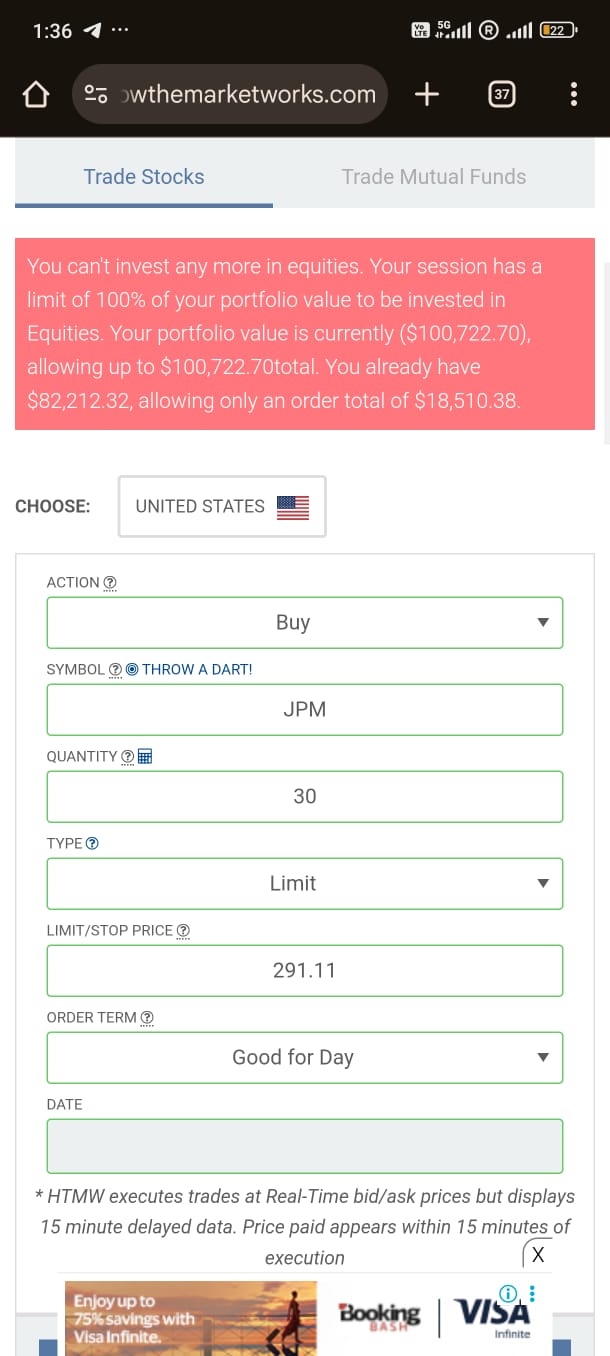 1:36
Vo LTE 5G R 22
owthemarketworks.com
37
Trade Stocks
Trade Mutual Funds
You can't invest any more in equities. Your session has a
limit of 100% of your portfolio value to be invested in
Equities. Your portfolio value is currently ($100,722.70),
allowing up to $100,722.70total. You already have
$82,212.32, allowing only an order total of $18,510.38.
CHOOSE:
UNITED STATES
ACTION ?
Buy
SYMBOL ? THROW A DART!
JPM
QUANTITY ?
30
TYPE ?
Limit
LIMIT/STOP PRICE ?
291.11
ORDER TERM ?
Good for Day
DATE
* HTMW executes trades at Real-Time bid/ask prices but displays
15 minute delayed data. Price paid appears within 15 minutes of
execution
X
Enjoy up to
75% savings with
Visa Infinite.
Booking
BASH
VISA
Infinite